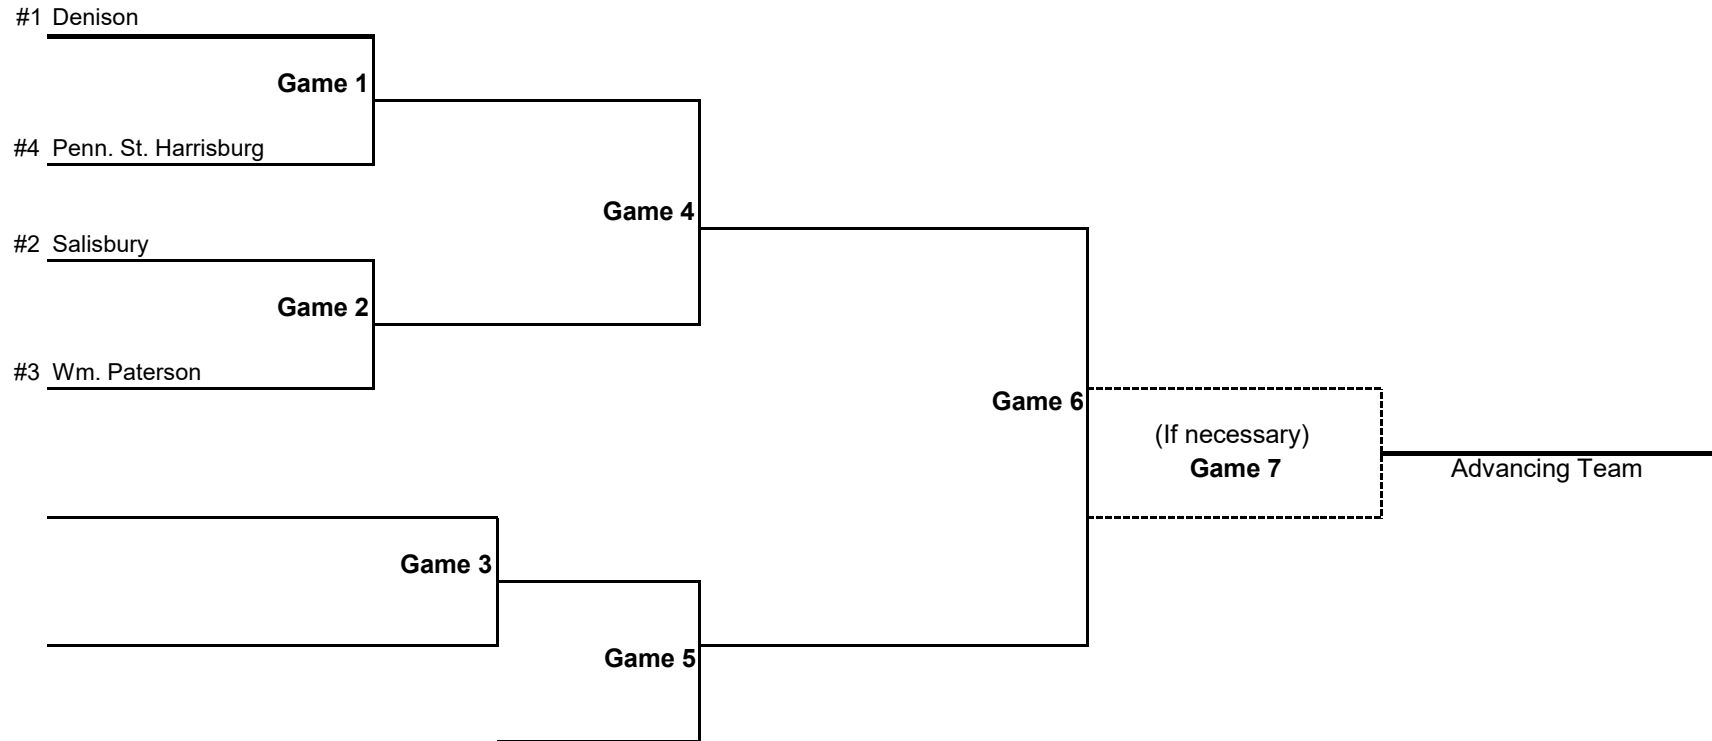 #1 Denison
Game 1
#4 Penn. St. Harrisburg
Game 4
#2 Salisbury
Game 2
#3 Wm. Paterson
Game 6
(If necessary)
Game 7
Advancing Team
Game 3
Game 5